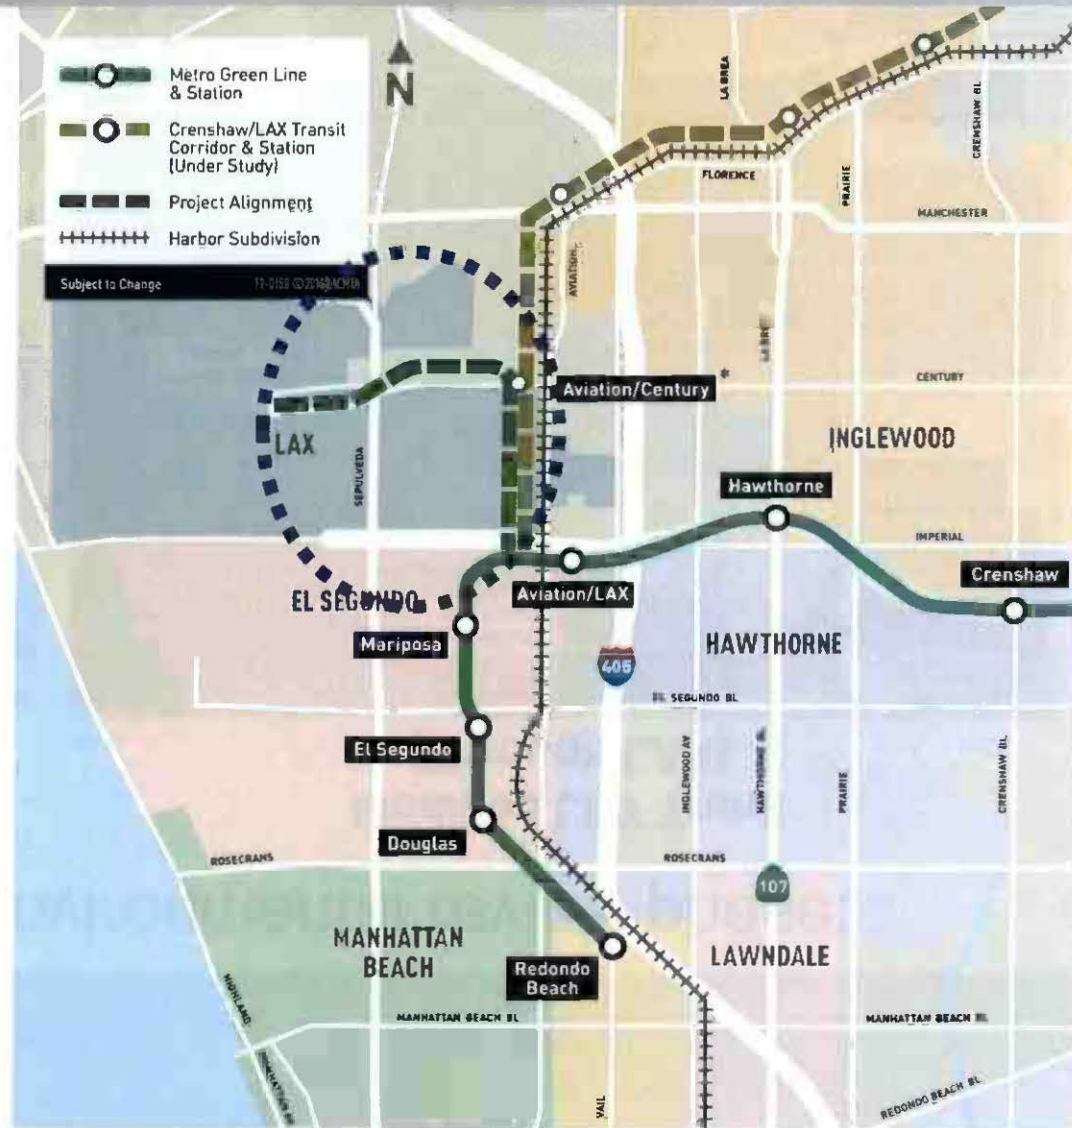 Metro Green Line
& Station
Crenshaw/LAX Transit
Corridor & Station
(Under Study)
Project Alignment
Harbor Subdivision
Subject to Change
N
LA BREA
CRENSHAW BL
FLORENCE
PRAIRIE
MANCHESTER
AVIATION
Aviation/Century
*
CENTURY
LAX
SEPULVEDA
INGLEWOOD
Hawthorne
IMPERIAL
Crenshaw
Aviation/LAX
EL SEGUNDO
Mariposa
HAWTHORNE
405
EL SEGUNDO BL
El Segundo
INGLEWOOD AV
HAWTHORNE BL
PRAIRIE
CRENSHAW BL
Douglas
ROSECRANS
ROSECRANS
107
MANHATTAN
BEACH
LAWNDALE
Redondo
Beach
HIGHLAND
MANHATTAN BEACH BL
MANHATTAN BEACH BL
VAIL
REDONDO BEACH BL